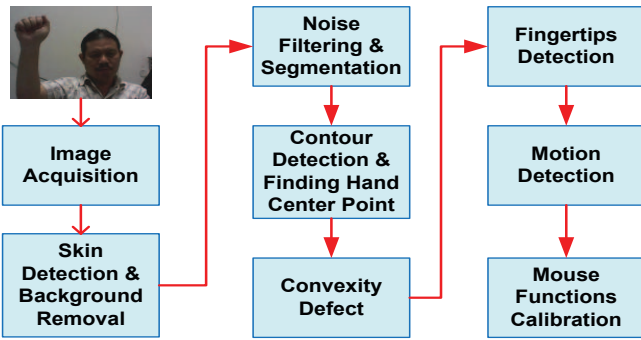 Image
Acquisition
Skin
Detection &
Background
Removal
Noise
Filtering &
Segmentation
Contour
Detection &
Finding Hand
Center Point
Convexity
Defect
Fingertips
Detection
Motion
Detection
Mouse
Functions
Calibration